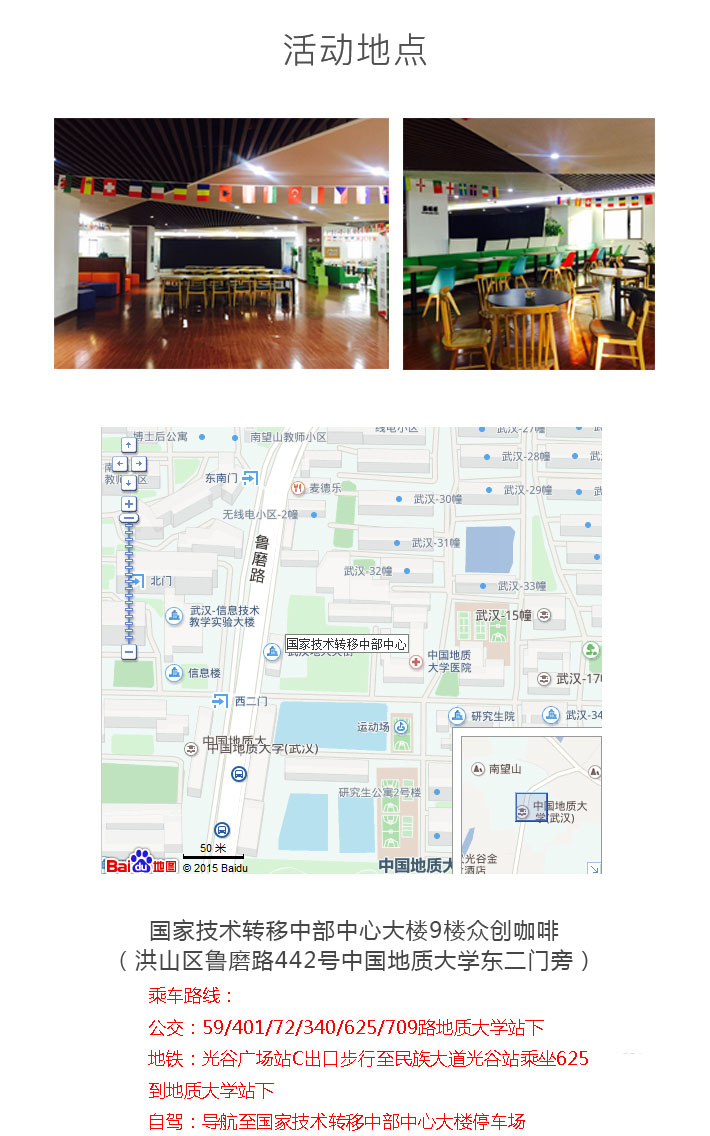 活动地点
博士后公寓
南望山教师小区
线电小区
武汉-27幢
武汉-28幢
东南门
麦德乐
武汉-29幢
武汉-30幢
无线电小区-2幢
鲁磨路
武汉-31幢
武汉-32幢
北门
武汉-33幢
武汉-信息技术
教学实验大楼
武汉-15幢
国家技术转移中部中心
中国地质
大学医院
信息楼
武汉-17
西二门
研究生院
武汉-34
运动场
中国地质大
中国地质大学(武汉)
南望山
研究生公寓2号楼
中国地质大
学(武汉)
光谷金
酒店
50 米
Baidu地图
© 2015 Baidu
中国地质大
国家技术转移中部中心大楼9楼众创咖啡
（洪山区鲁磨路442号中国地质大学东二门旁）
乘车路线：
公交：59/401/72/340/625/709路地质大学站下
地铁：光谷广场站C出口步行至民族大道光谷站乘坐625
到地质大学站下
自驾：导航至国家技术转移中部中心大楼停车场